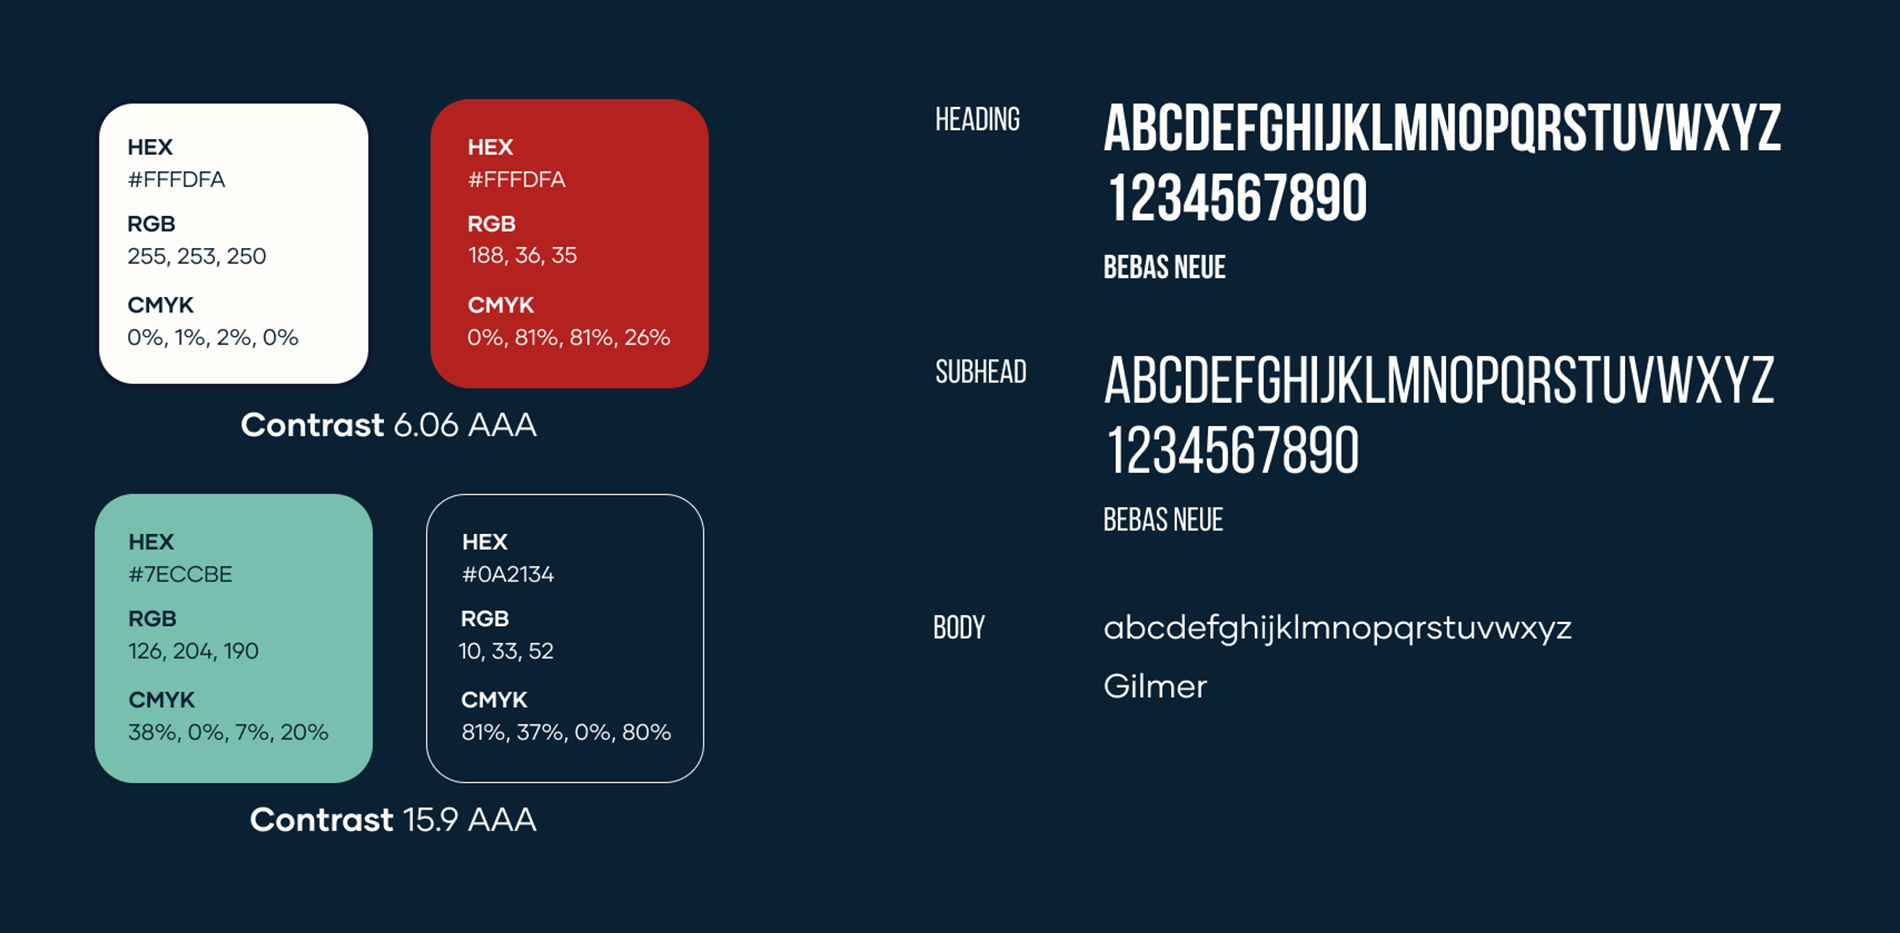 HEX
#FFFDFA
RGB
255, 253, 250
CMYK
0%, 1%, 2%, 0%
HEX
#FFFDFA
RGB
188, 36, 35
CMYK
0%, 81%, 81%, 26%
Contrast 6.06 AAA
HEX
#7ECCBE
RGB
126, 204, 190
CMYK
38%, 0%, 7%, 20%
HEX
#0A2134
RGB
10, 33, 52
CMYK
81%, 37%, 0%, 80%
Contrast 15.9 AAA
HEADING
ABCDEFGHIJKLMNOPQRSTUVWXYZ
1234567890
BEBAS NEUE
SUBHEAD
ABCDEFGHIJKLMNOPQRSTUVWXYZ
1234567890
BEBAS NEUE
BODY
abcdefghijklmnopqrstuvwxyz
Gilmer